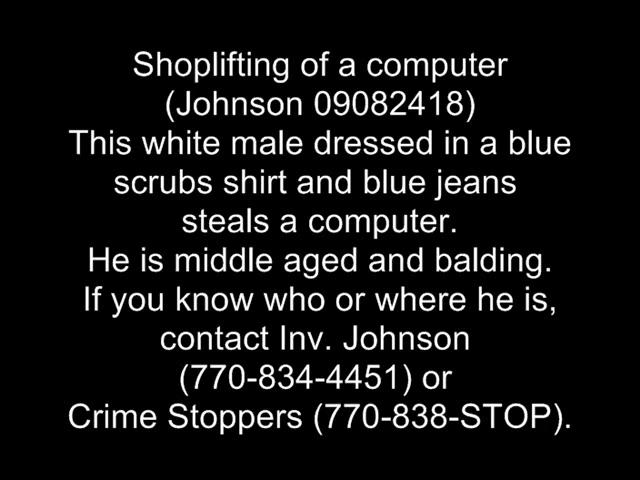 Shoplifting of a computer
(Johnson 09082418)
This white male dressed in a blue
scrubs shirt and blue jeans
steals a computer.
He is middle aged and balding.
If you know who or where he is,
contact Inv. Johnson
(770-834-4451) or
Crime Stoppers (770-838-STOP).